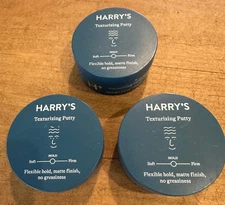 HARRY'S
Texturizing Putty
HOLD
Soft Firm
Flexible hold, matte finish,
no greasiness
HARRY'S
Texturizing Putty
HOLD
Soft Firm
Flexible hold, matte finish,
no greasiness
HARRY'S
Texturizing Putty
HOLD
Soft Firm
Flexible hold, matte finish,
no greasiness